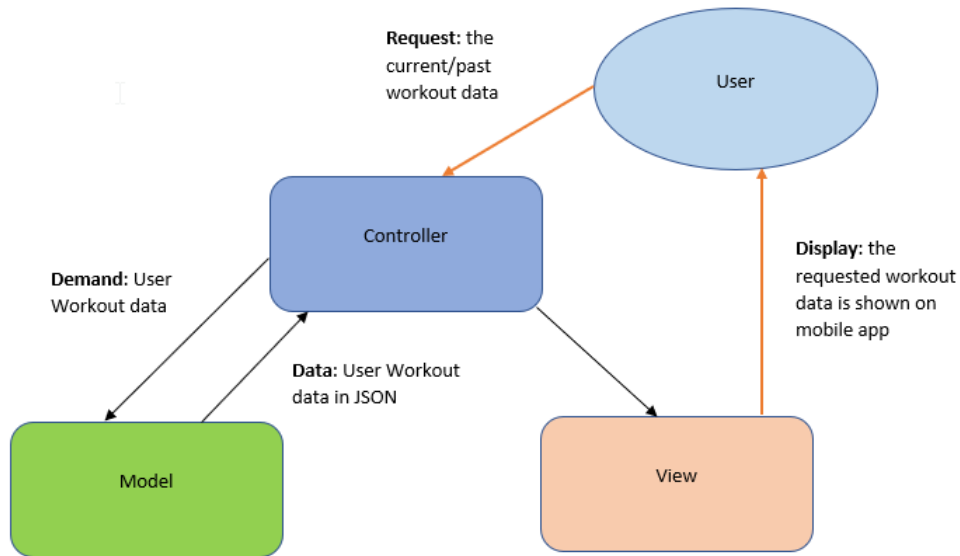 Request: the
current/past
workout data
User
Controller
Demand: User
Workout data
Display: the
requested workout
data is shown on
mobile app
Data: User Workout
data in JSON
Model
View